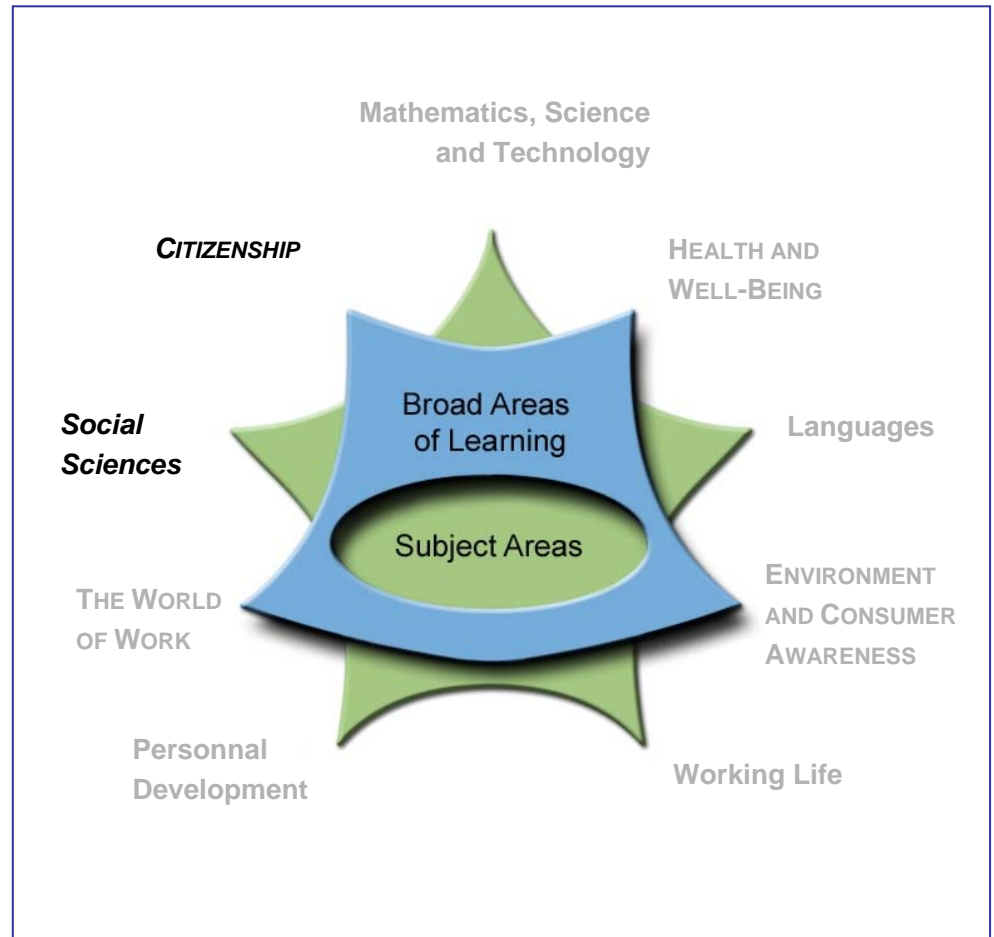 Mathematics, Science
and Technology
CITIZENSHIP
HEALTH AND
WELL-BEING
Broad Areas
of Learning
Social
Sciences
Languages
Subject Areas
THE WORLD
OF WORK
ENVIRONMENT
AND CONSUMER
AWARENESS
Personnal
Development
Working Life